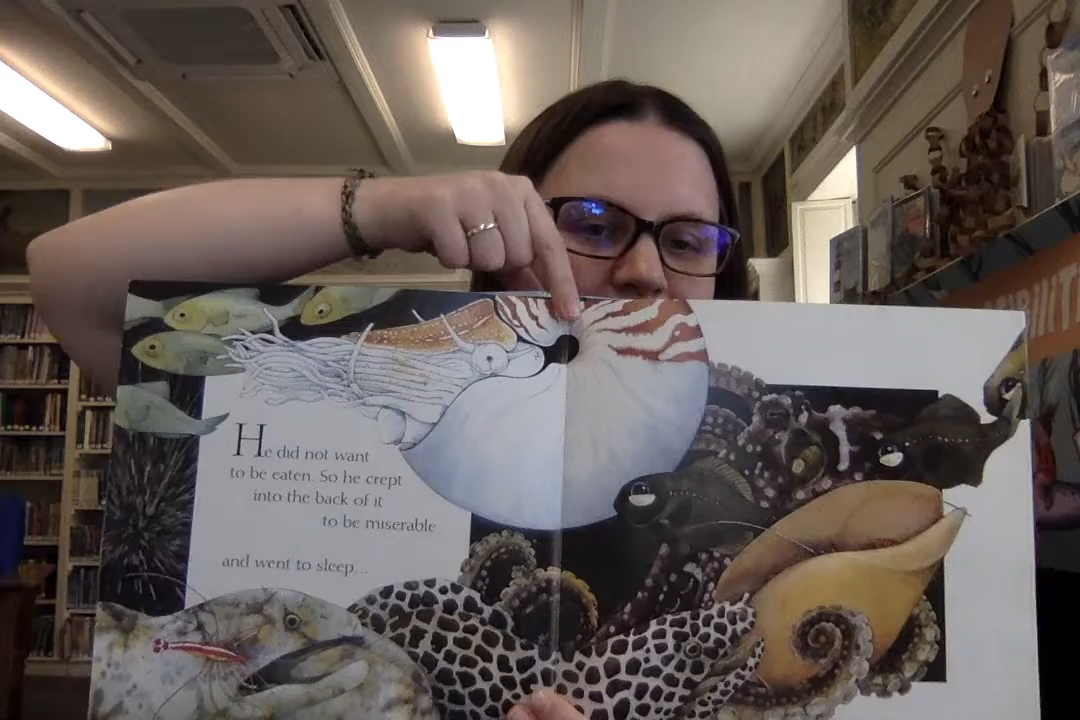 He did not want
to be eaten. So he crept
into the back of it
to be miserable
and went to sleep...